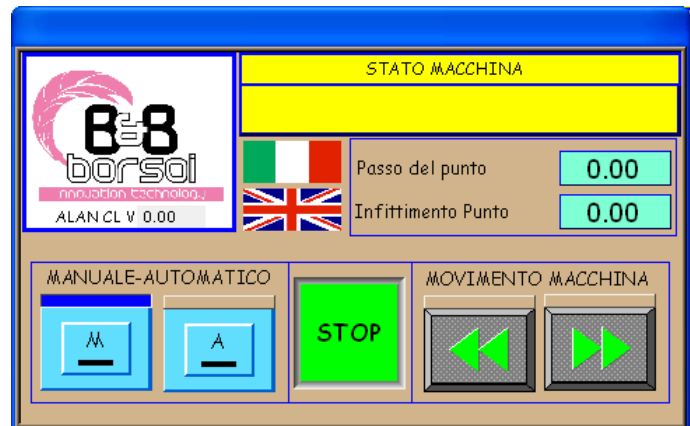 STATO MACCHINA
B&B
borsoi
innovation technology
ALAN CL V 0.00
Passo del punto 0.00
Infittimento Punto 0.00
MANUALE-AUTOMATICO
MOVIMENTO MACCHINA
M
A
STOP